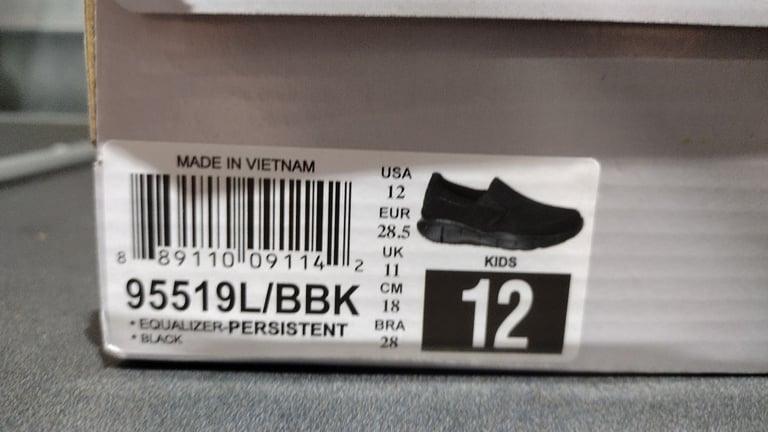 MADE IN VIETNAM
8 89110 09114 2
95519L/BBK
• EQUALIZER-PERSISTENT
• BLACK
USA
12
EUR
28.5
UK
11
CM
18
BRA
28
KIDS
12